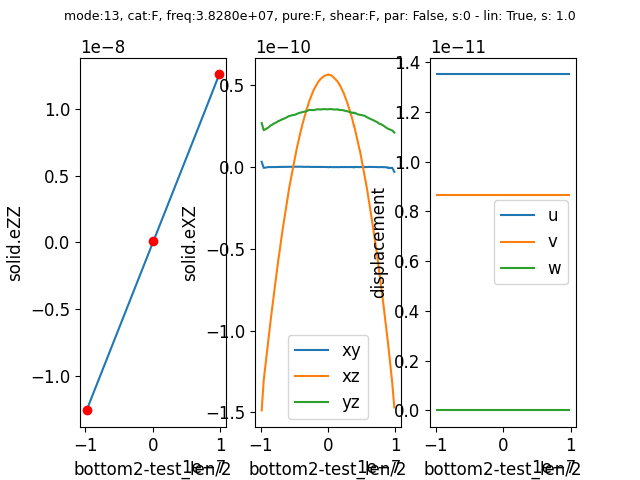 mode:13, cat:F, freq:3.8280e+07, pure:F, shear:F, par: False, s:0 - lin: True, s: 1.0
1e−8
1.0
0.5
0.0
−0.5
−1.0
solid.eZZ
−1
0
1
1e−7
bottom2-test_len/2
1e−10
0.5
0.0
−0.5
−1.0
−1.5
solid.eXZ
xy
xz
yz
−1
0
1
1e−7
bottom2-test_len/2
1e−11
1.4
1.2
1.0
0.8
0.6
0.4
0.2
0.0
displacement
u
v
w
−1
0
1
1e−7
bottom2-test_len/2